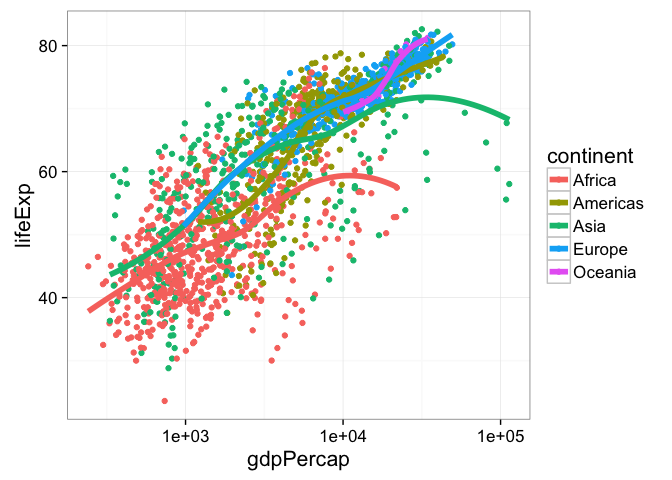 80
60
40
lifeExp
1e+03 1e+04 1e+05
gdpPercap
continent
Africa
Americas
Asia
Europe
Oceania